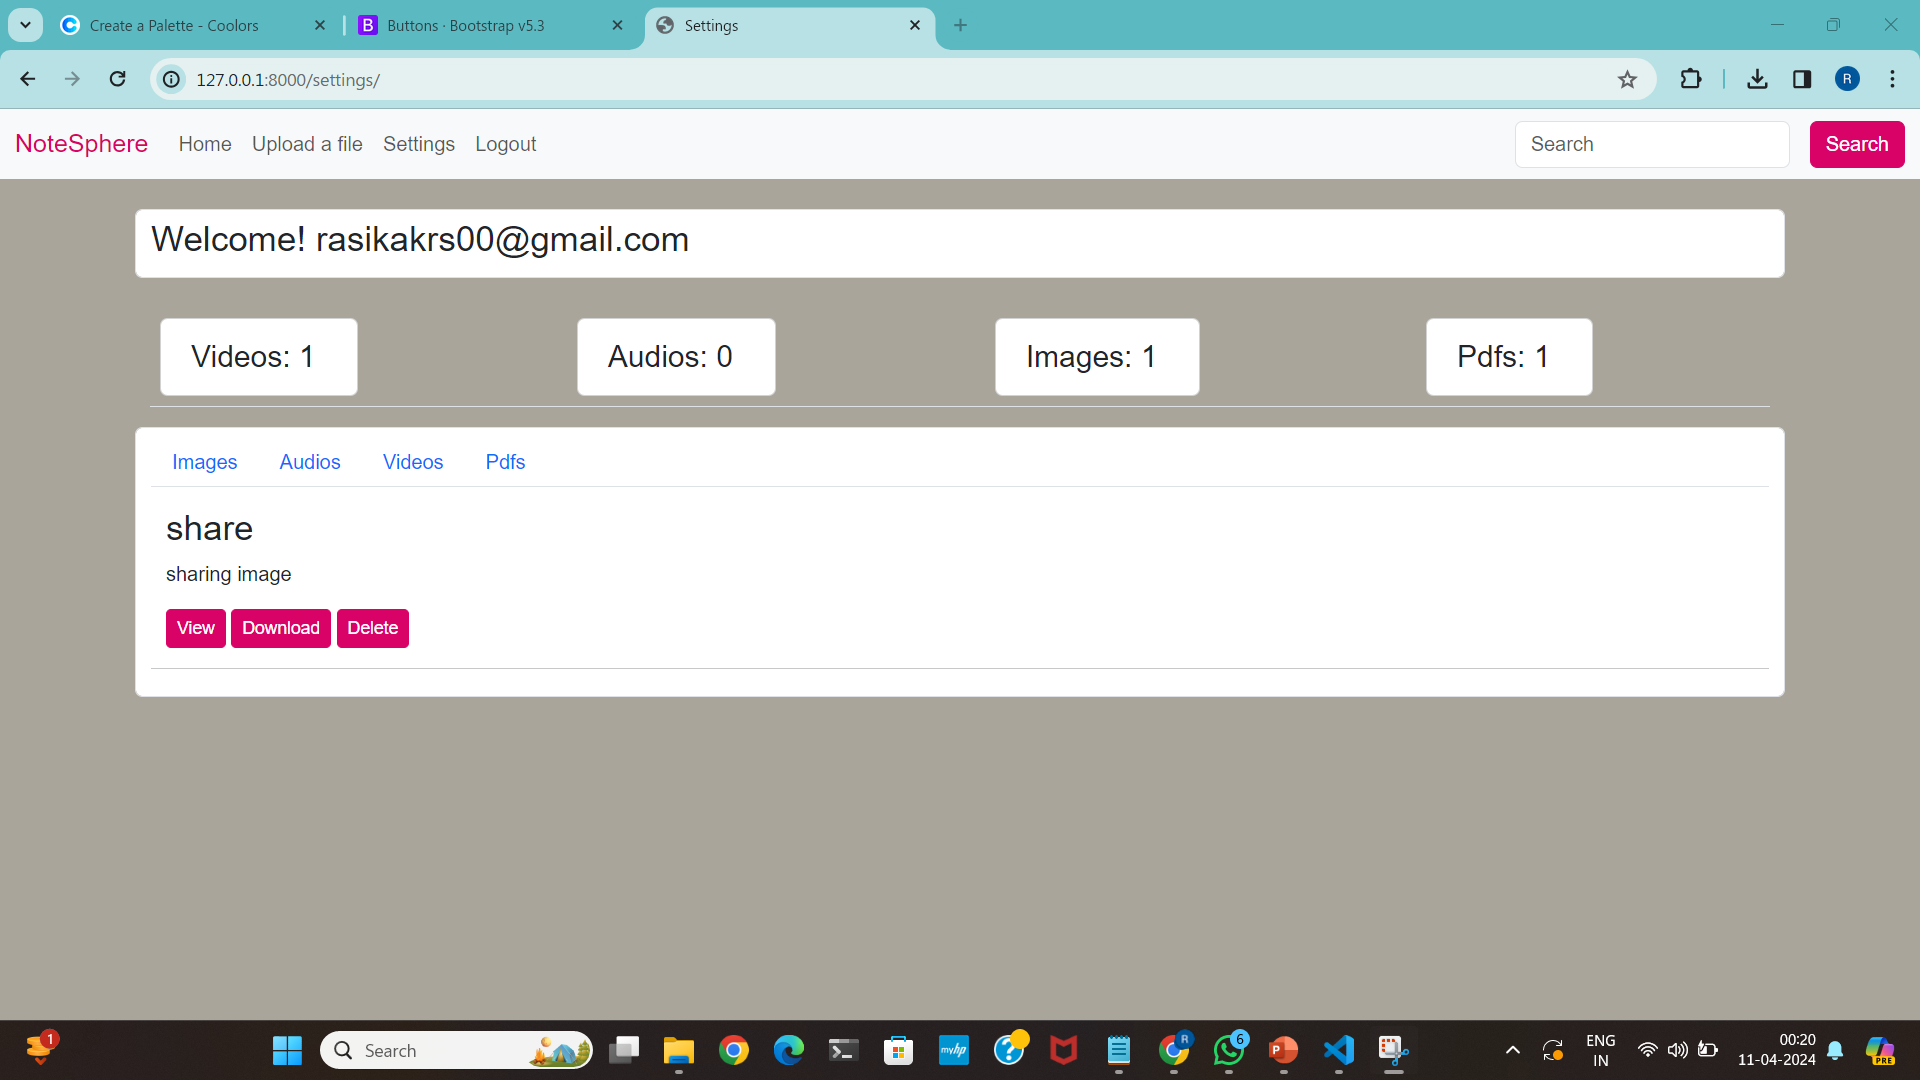 Create a Palette - Coolors
Buttons · Bootstrap v5.3
Settings
127.0.0.1:8000/settings/
R
NoteSphere
Home
Upload a file
Settings
Logout
Search
Search
Welcome! rasikakrs00@gmail.com
Videos: 1
Audios: 0
Images: 1
Pdfs: 1
Images
Audios
Videos
Pdfs
share
sharing image
View
Download
Delete
1
Search
myhp
R
6
P
ENG
IN
00:20
11-04-2024
PRE